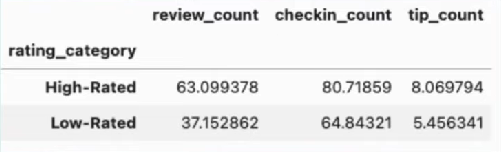 review_count checkin_count tip_count
rating_category
High-Rated 63.099378 80.71859 8.069794
Low-Rated 37.152862 64.84321 5.456341